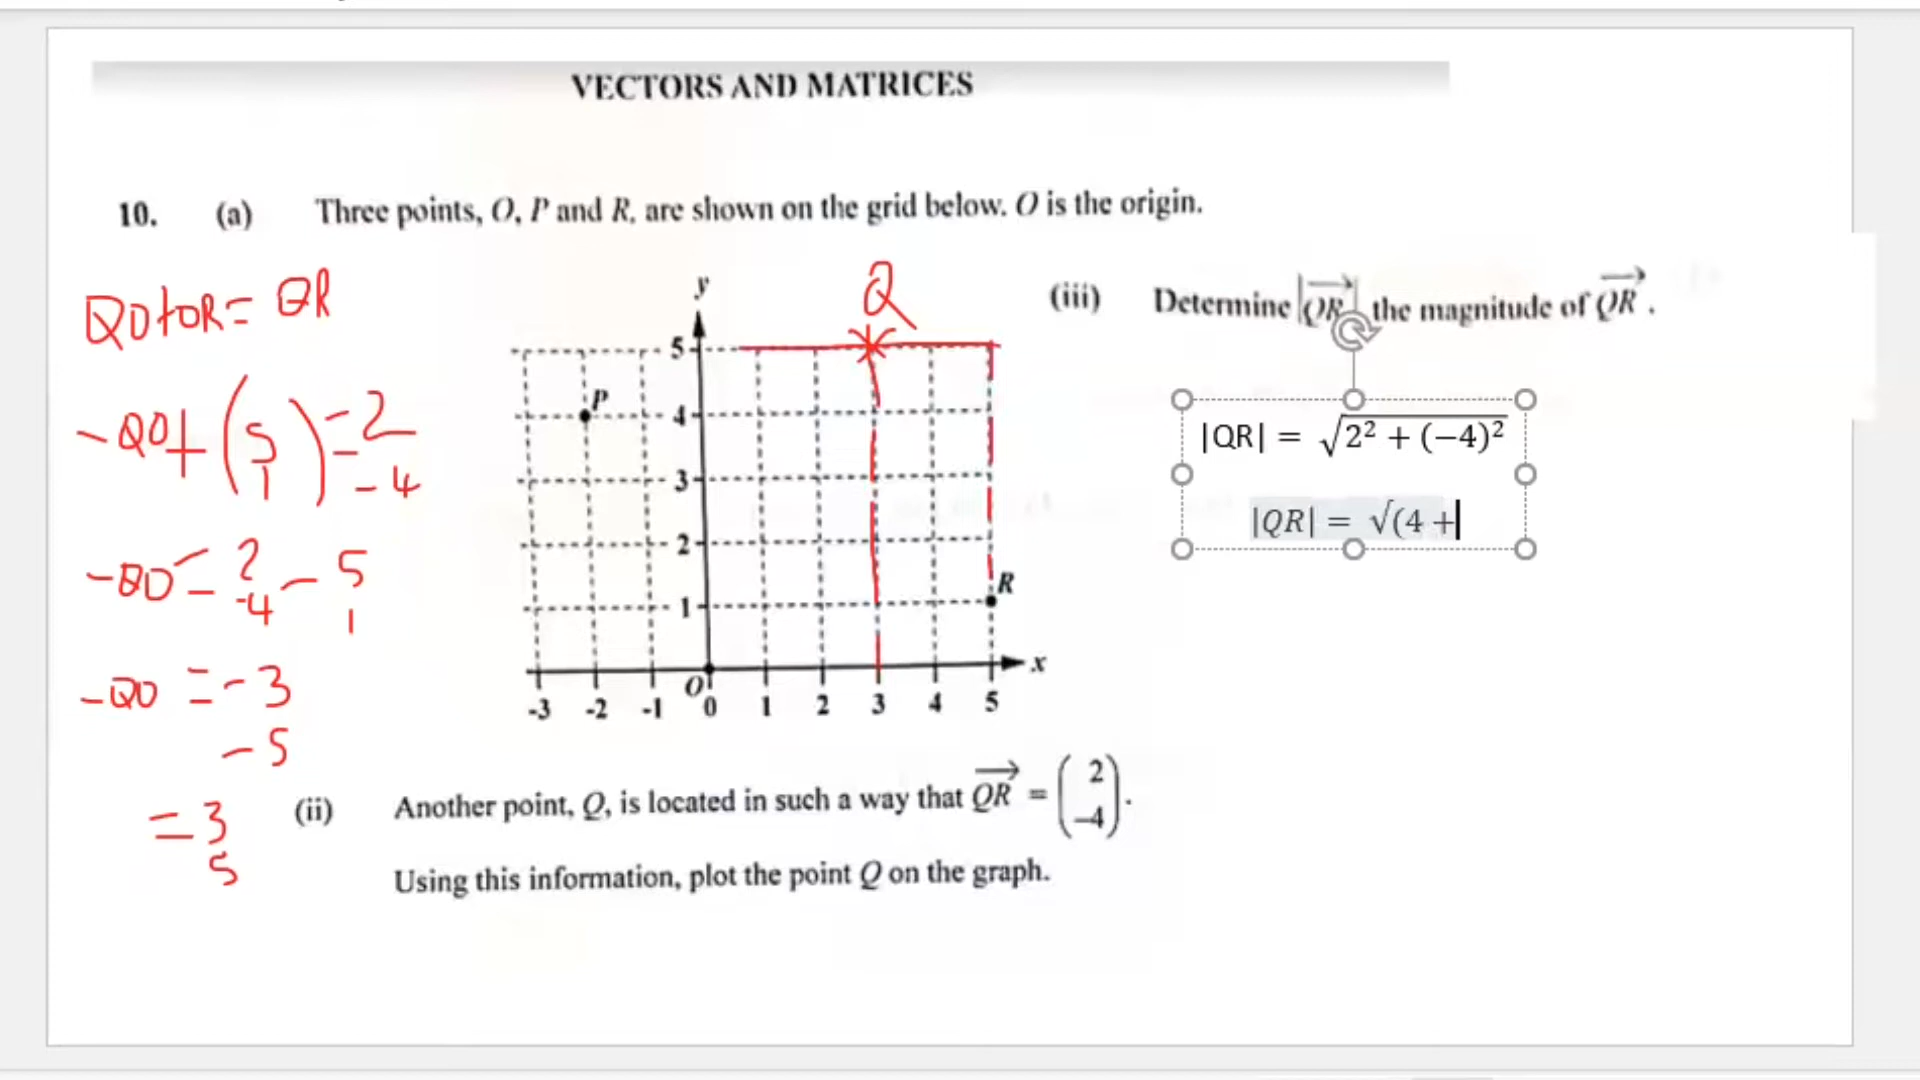 VECTORS AND MATRICES
10. (a) Three points, O, P and R, are shown on the grid below. O is the origin.
QO+OR= QR
-QO+(5 1)=2 -4
-QO = 2 -4 - 5 1
-QO = -3
-5
= 3
5
y
Q
5
P
4
3
2
R
1
x
O
-3 -2 -1 0 1 2 3 4 5
(ii) Another point, Q, is located in such a way that QR = (2 -4).
Using this information, plot the point Q on the graph.
(iii) Determine |QR| the magnitude of QR.
|QR| = √2² + (−4)²
|QR| = √(4 +